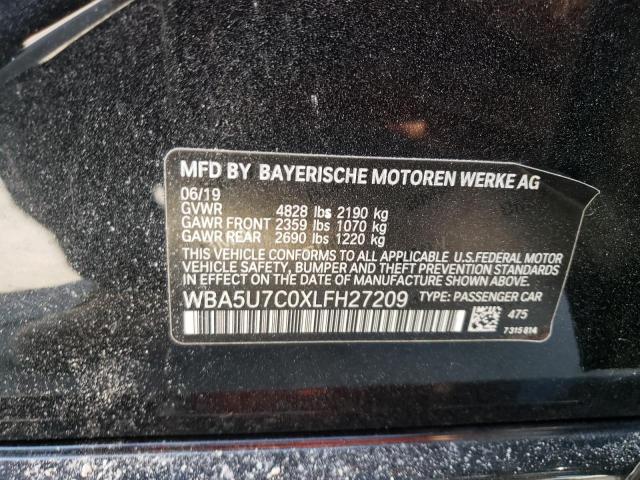 MFD BY BAYERISCHE MOTOREN WERKE AG
06/19
GVWR 4828 lbs 2190 kg
GAWR FRONT 2359 lbs 1070 kg
GAWR REAR 2690 lbs 1220 kg
THIS VEHICLE CONFORMS TO ALL APPLICABLE U.S.FEDERAL MOTOR
VEHICLE SAFETY, BUMPER AND THEFT PREVENTION STANDARDS
IN EFFECT ON THE DATE OF MANUFACTURE SHOWN ABOVE.
WBA5U7C0XLFH27209 TYPE: PASSENGER CAR
475
7315814